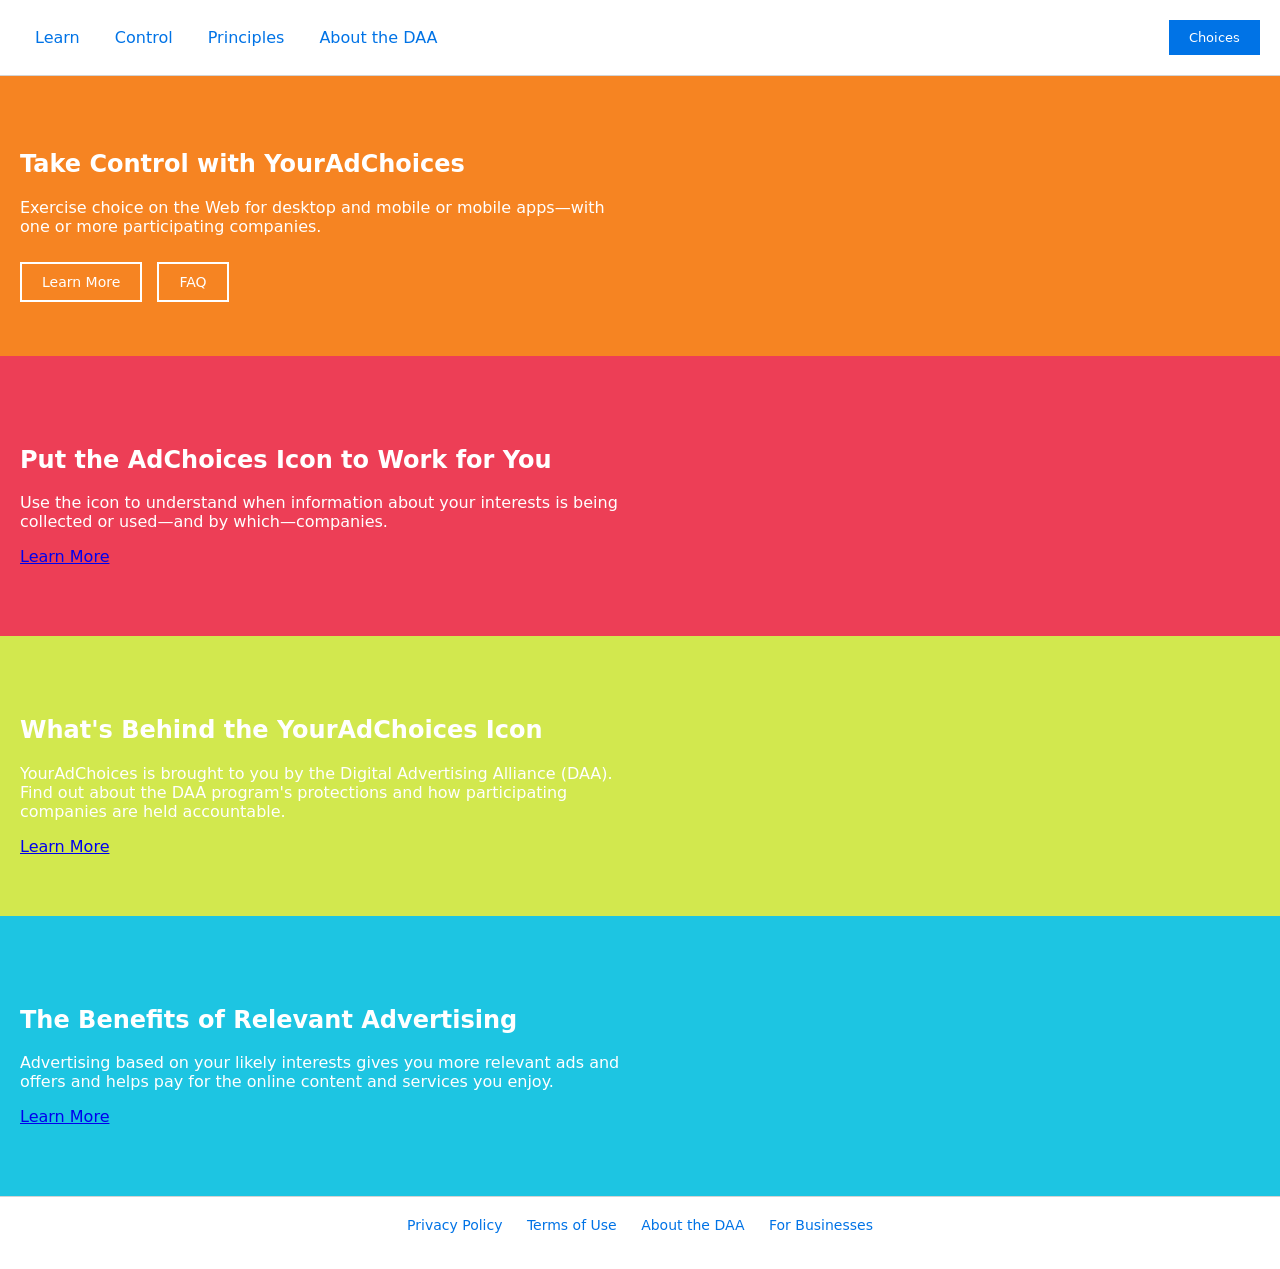 Learn
Control
Principles
About the DAA
Choices
Take Control with YourAdChoices
Exercise choice on the Web for desktop and mobile or mobile apps—with
one or more participating companies.
Learn More
FAQ
Put the AdChoices Icon to Work for You
Use the icon to understand when information about your interests is being
collected or used—and by which—companies.
Learn More
What's Behind the YourAdChoices Icon
YourAdChoices is brought to you by the Digital Advertising Alliance (DAA).
Find out about the DAA program's protections and how participating
companies are held accountable.
Learn More
The Benefits of Relevant Advertising
Advertising based on your likely interests gives you more relevant ads and
offers and helps pay for the online content and services you enjoy.
Learn More
Privacy Policy
Terms of Use
About the DAA
For Businesses